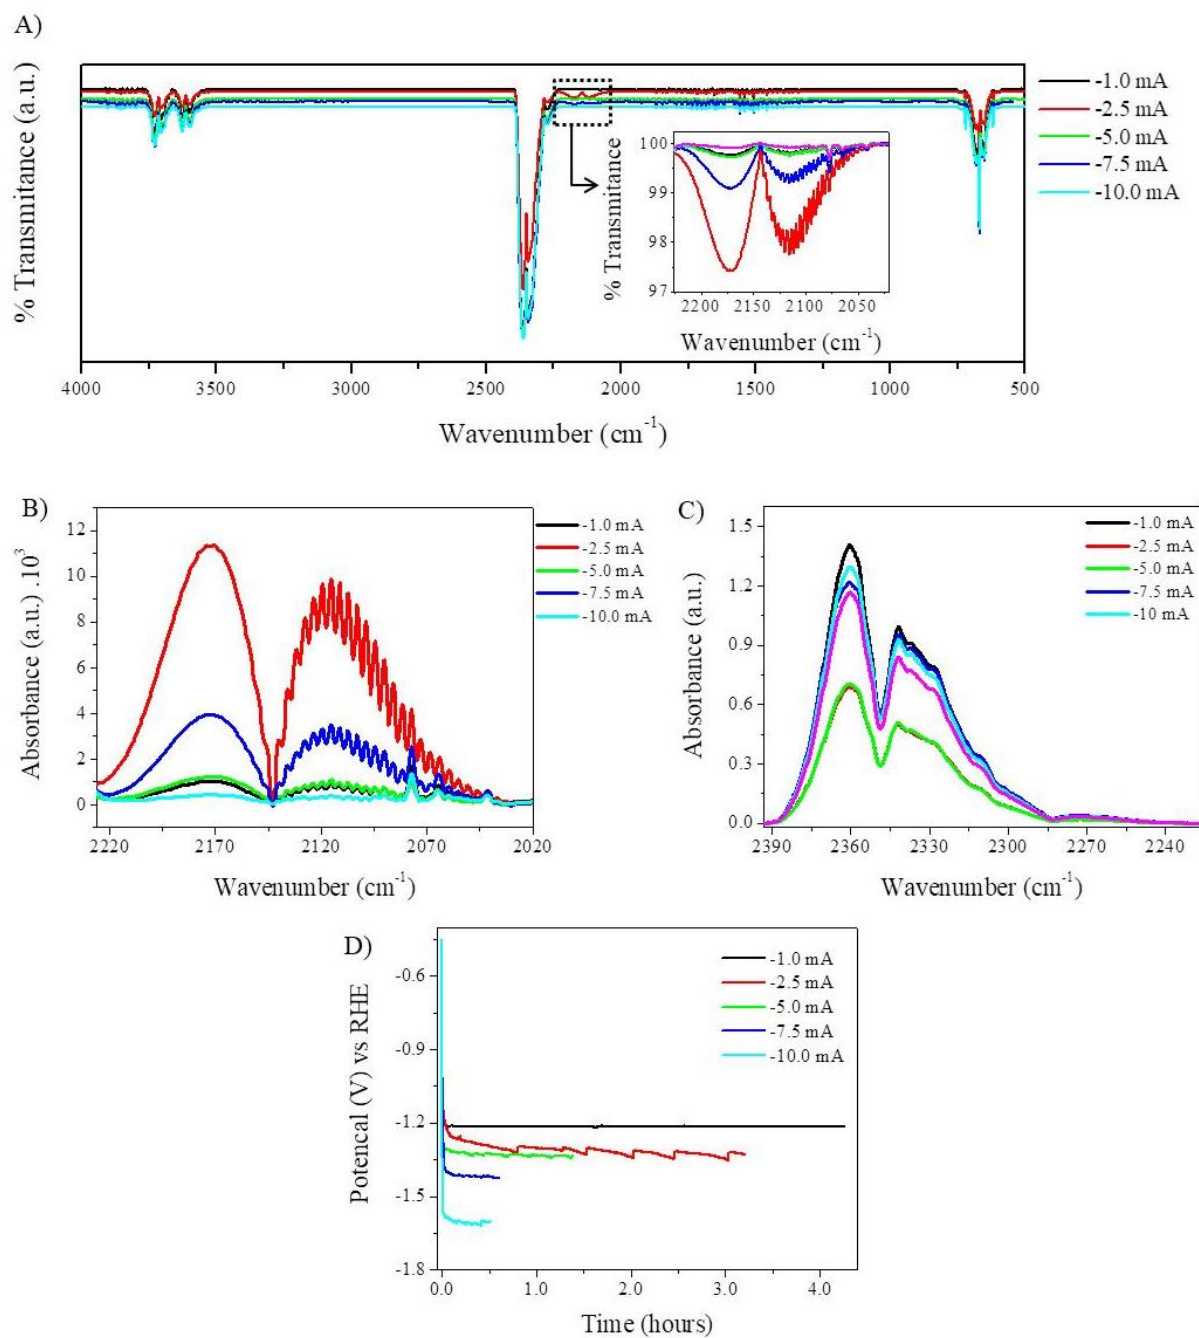 A)
% Transmitance (a.u.)
-1.0 mA
-2.5 mA
-5.0 mA
-7.5 mA
-10.0 mA
% Transmitance
100
99
98
97
2200 2150 2100 2050
Wavenumber (cm-1)
4000 3500 3000 2500 2000 1500 1000 500
Wavenumber (cm-1)
B)
Absorbance (a.u.) .103
12
10
8
6
4
2
0
-1.0 mA
-2.5 mA
-5.0 mA
-7.5 mA
-10.0 mA
2220 2170 2120 2070 2020
Wavenumber (cm-1)
C)
Absorbance (a.u.)
1.5
1.2
0.9
0.6
0.3
0.0
-1.0 mA
-2.5 mA
-5.0 mA
-7.5 mA
-10 mA
2390 2360 2330 2300 2270 2240
Wavenumber (cm-1)
D)
Potencal (V) vs RHE
-0.6
-0.9
-1.2
-1.5
-1.8
-1.0 mA
-2.5 mA
-5.0 mA
-7.5 mA
-10.0 mA
0.0 1.0 2.0 3.0 4.0
Time (hours)